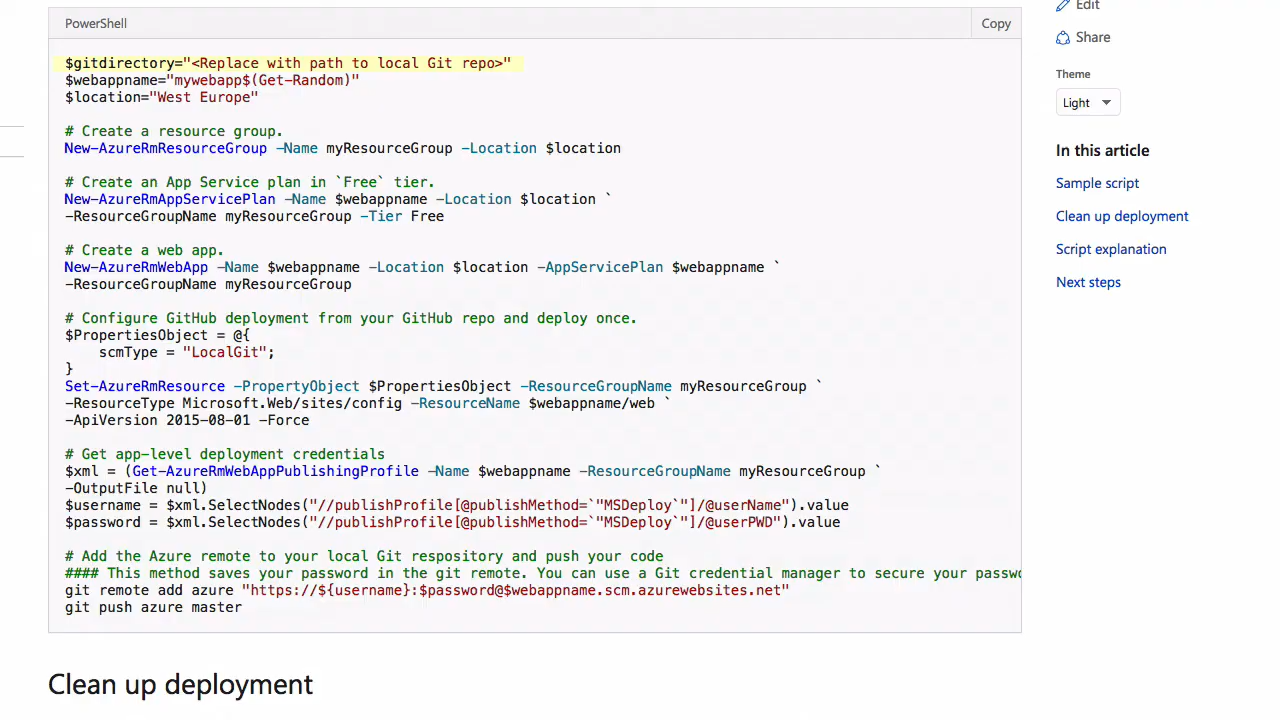 PowerShell
Copy
$gitdirectory="<Replace with path to local Git repo>"
$webappname="mywebapp$(Get-Random)"
$location="West Europe"
# Create a resource group.
New-AzureRmResourceGroup -Name myResourceGroup -Location $location
# Create an App Service plan in `Free` tier.
New-AzureRmAppServicePlan -Name $webappname -Location $location `
-ResourceGroupName myResourceGroup -Tier Free
# Create a web app.
New-AzureRmWebApp -Name $webappname -Location $location -AppServicePlan $webappname `
-ResourceGroupName myResourceGroup
# Configure GitHub deployment from your GitHub repo and deploy once.
$PropertiesObject = @{
    scmType = "LocalGit";
}
Set-AzureRmResource -PropertyObject $PropertiesObject -ResourceGroupName myResourceGroup `
-ResourceType Microsoft.Web/sites/config -ResourceName $webappname/web `
-ApiVersion 2015-08-01 -Force
# Get app-level deployment credentials
$xml = (Get-AzureRmWebAppPublishingProfile -Name $webappname -ResourceGroupName myResourceGroup `
-OutputFile null)
$username = $xml.SelectNodes("//publishProfile[@publishMethod=`"MSDeploy`"]/@userName").value
$password = $xml.SelectNodes("//publishProfile[@publishMethod=`"MSDeploy`"]/@userPWD").value
# Add the Azure remote to your local Git respository and push your code
#### This method saves your password in the git remote. You can use a Git credential manager to secure your passwo
git remote add azure "https://${username}:$password@$webappname.scm.azurewebsites.net"
git push azure master
Clean up deployment
Edit
Share
Theme
Light
In this article
Sample script
Clean up deployment
Script explanation
Next steps